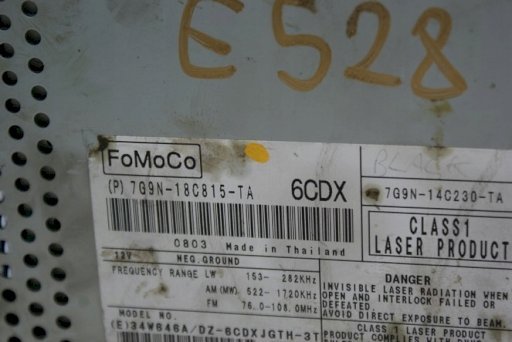 E528
FoMoCo
(P) 7G9N-18C815-TA 6CDX
BLACK
7G9N-14C230-TA
0803 Made in Thailand
CLASS1
LASER PRODUCT
12V NEG.GROUND
FREQUENCY RANGE LW 153- 282KHz
AM(MW) 522-1720KHz
FM 76.0-108.0MHz
MODEL NO.
(E)34W646A/DZ-6CDXJGTH-3T
DANGER
INVISIBLE LASER RADIATION WHEN
OPEN AND INTERLOCK FAILED OR
DEFEATED.
AVOID DIRECT EXPOSURE TO BEAM.
CLASS 1 LASER PRODUCT